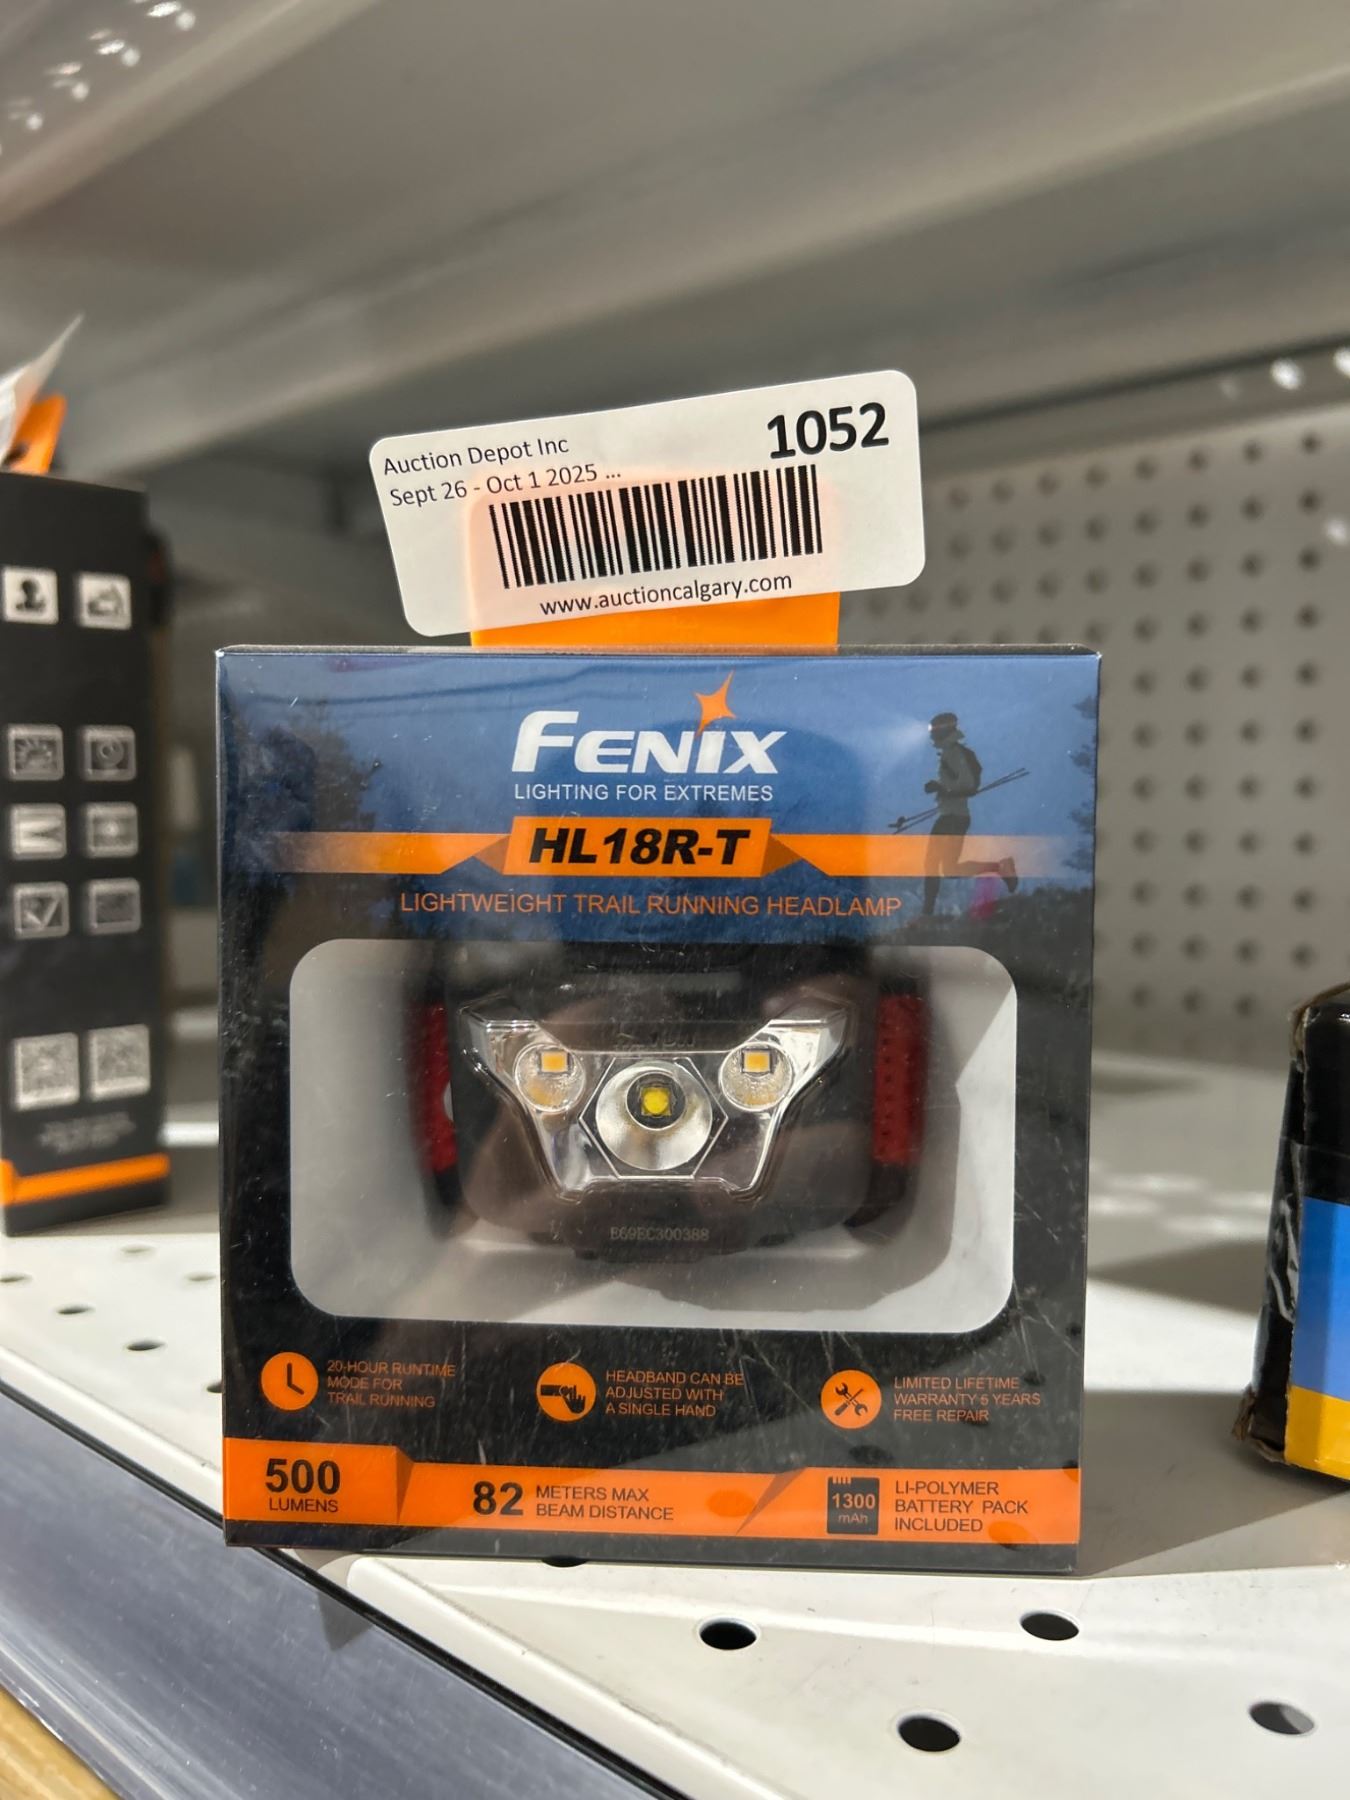 Auction Depot Inc
1052
Sept 26 - Oct 1 2025 ...
www.auctioncalgary.com
FENIX
LIGHTING FOR EXTREMES
HL18R-T
LIGHTWEIGHT TRAIL RUNNING HEADLAMP
E69EC300388
20-HOUR RUNTIME
MODE FOR
TRAIL RUNNING
HEADBAND CAN BE
ADJUSTED WITH
A SINGLE HAND
LIMITED LIFETIME
WARRANTY 5 YEARS
FREE REPAIR
500
LUMENS
82
METERS MAX
BEAM DISTANCE
1300
mAh
LI-POLYMER
BATTERY PACK
INCLUDED